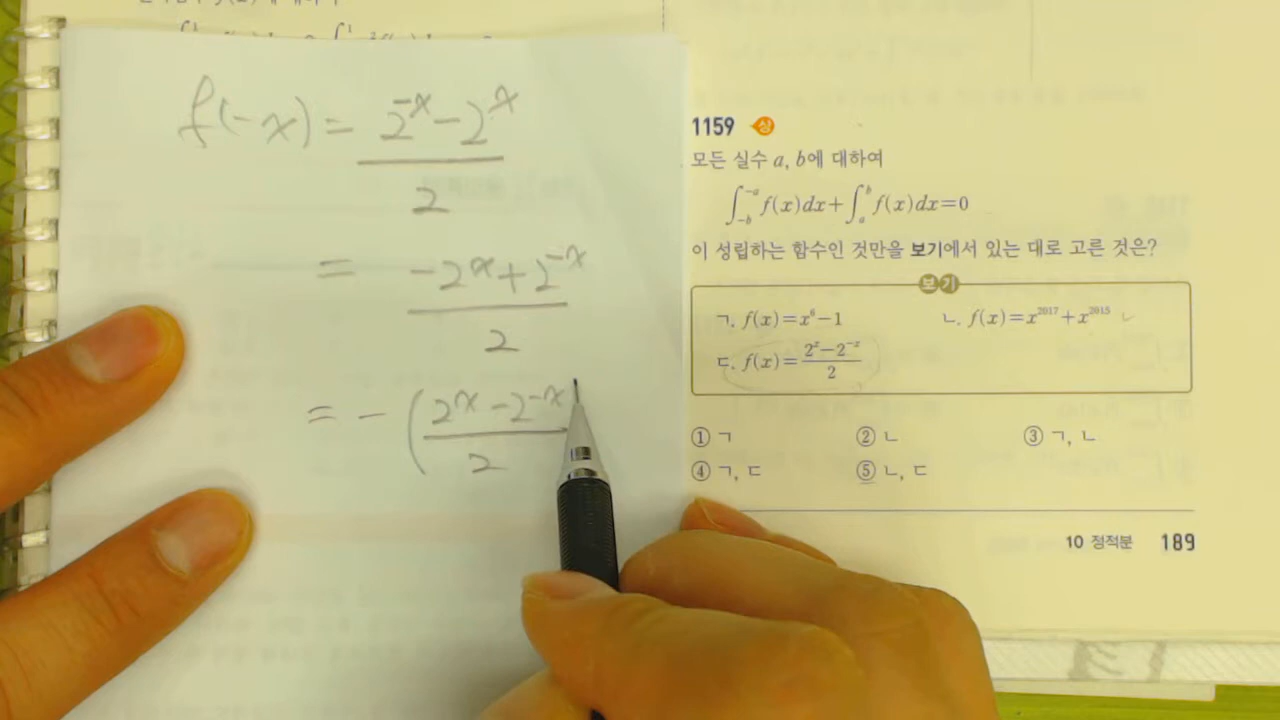 f(-x) = (2^{-x} - 2^{x})/2
= (-2^{x} + 2^{-x})/2
= -((2^{x} - 2^{-x})/2
1159 상
모든 실수 a, b에 대하여
∫_{-b}^{-a} f(x)dx + ∫_{a}^{b} f(x)dx = 0
이 성립하는 함수인 것만을 보기에서 있는 대로 고른 것은?
보기
ㄱ. f(x)=x^{6}-1 ㄴ. f(x)=x^{2017}+x^{2015}
ㄷ. f(x)=(2^{x}-2^{-x})/2
① ㄱ ② ㄴ ③ ㄱ, ㄴ
④ ㄱ, ㄷ ⑤ ㄴ, ㄷ
10 정적분 189